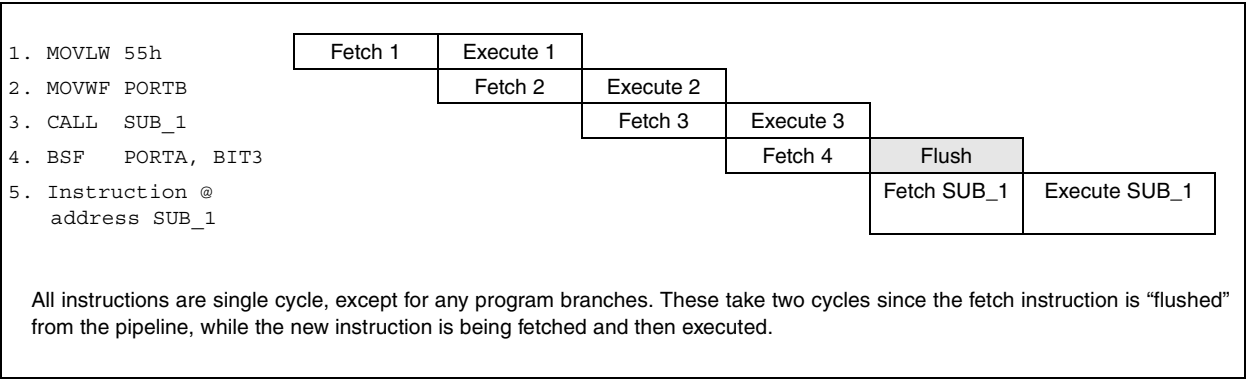 1. MOVLW 55h Fetch 1 Execute 1
2. MOVWF PORTB Fetch 2 Execute 2
3. CALL SUB_1 Fetch 3 Execute 3
4. BSF PORTA, BIT3 Fetch 4 Flush
5. Instruction @ Fetch SUB_1 Execute SUB_1
address SUB_1
All instructions are single cycle, except for any program branches. These take two cycles since the fetch instruction is “flushed”
from the pipeline, while the new instruction is being fetched and then executed.